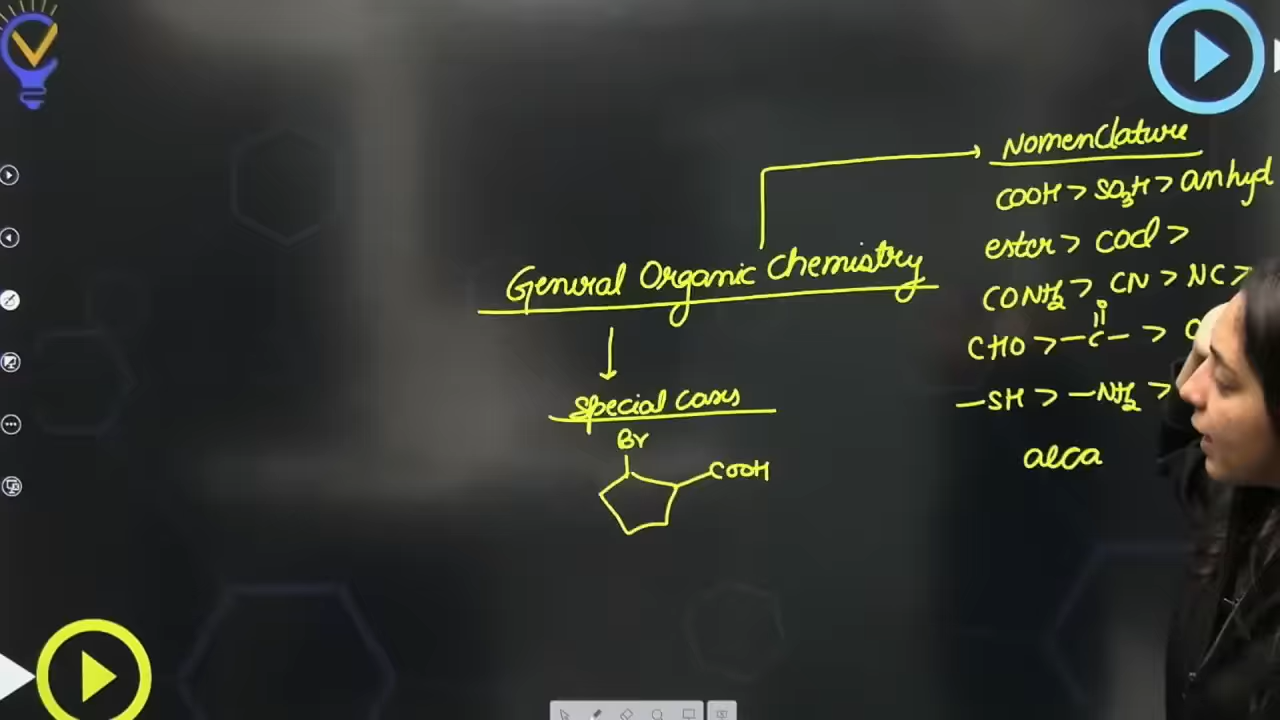 Nomenclature
COOH > SO3H > anhyd
ester > COCl >
CONH2 > CN > NC >
CHO > -C- >
O
-SH > -NH2 >
alca
General Organic Chemistry
Special Cases
Br
COOH